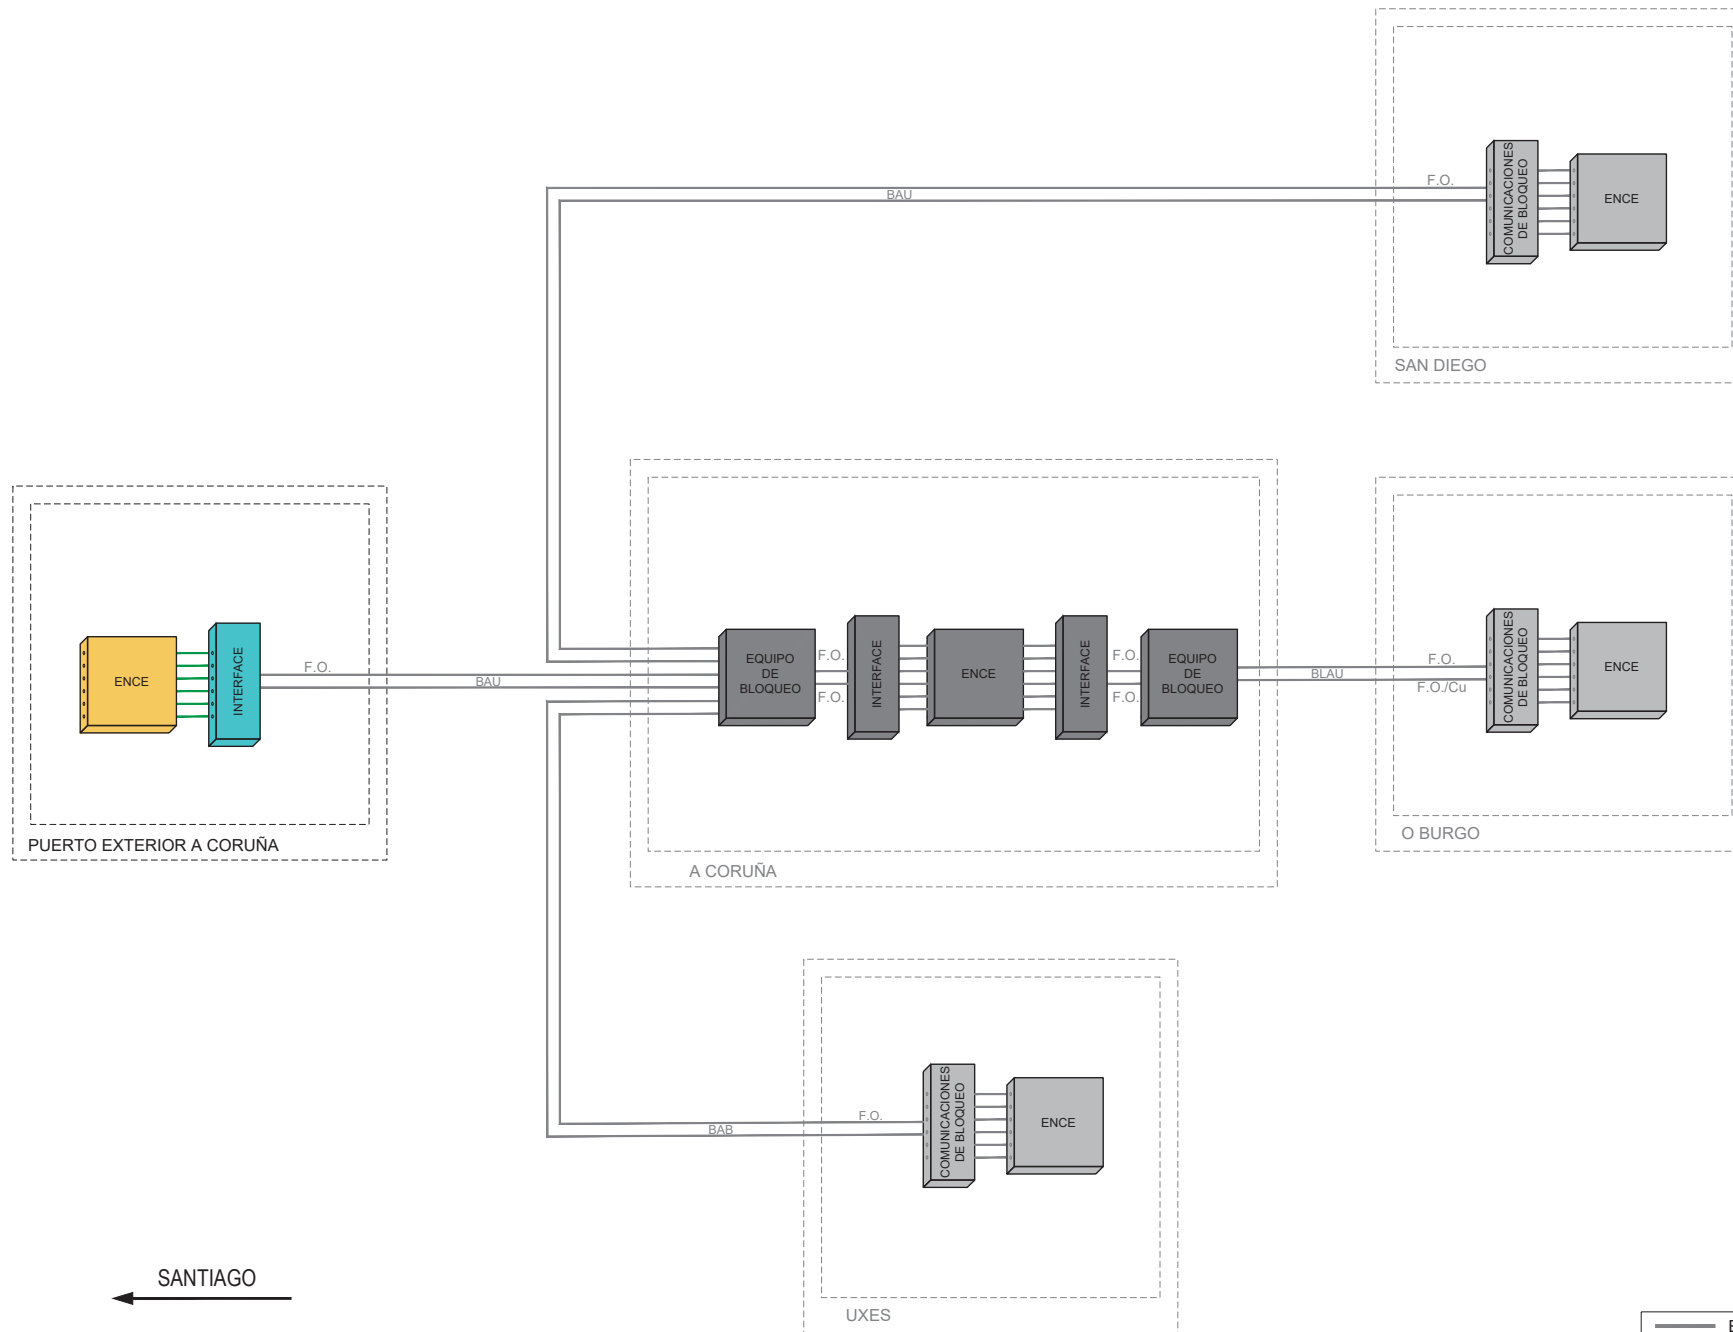 F.O.
BAU
COMUNICACIONES
DE BLOQUEO
ENCE
SAN DIEGO
ENCE
INTERFACE
F.O.
BAU
PUERTO EXTERIOR A CORUÑA
EQUIPO
DE
BLOQUEO
F.O.
F.O.
INTERFACE
ENCE
INTERFACE
F.O.
F.O.
EQUIPO
DE
BLOQUEO
A CORUÑA
BLAU
F.O.
F.O./Cu
COMUNICACIONES
DE BLOQUEO
ENCE
O BURGO
F.O.
BAB
COMUNICACIONES
DE BLOQUEO
ENCE
UXES
SANTIAGO